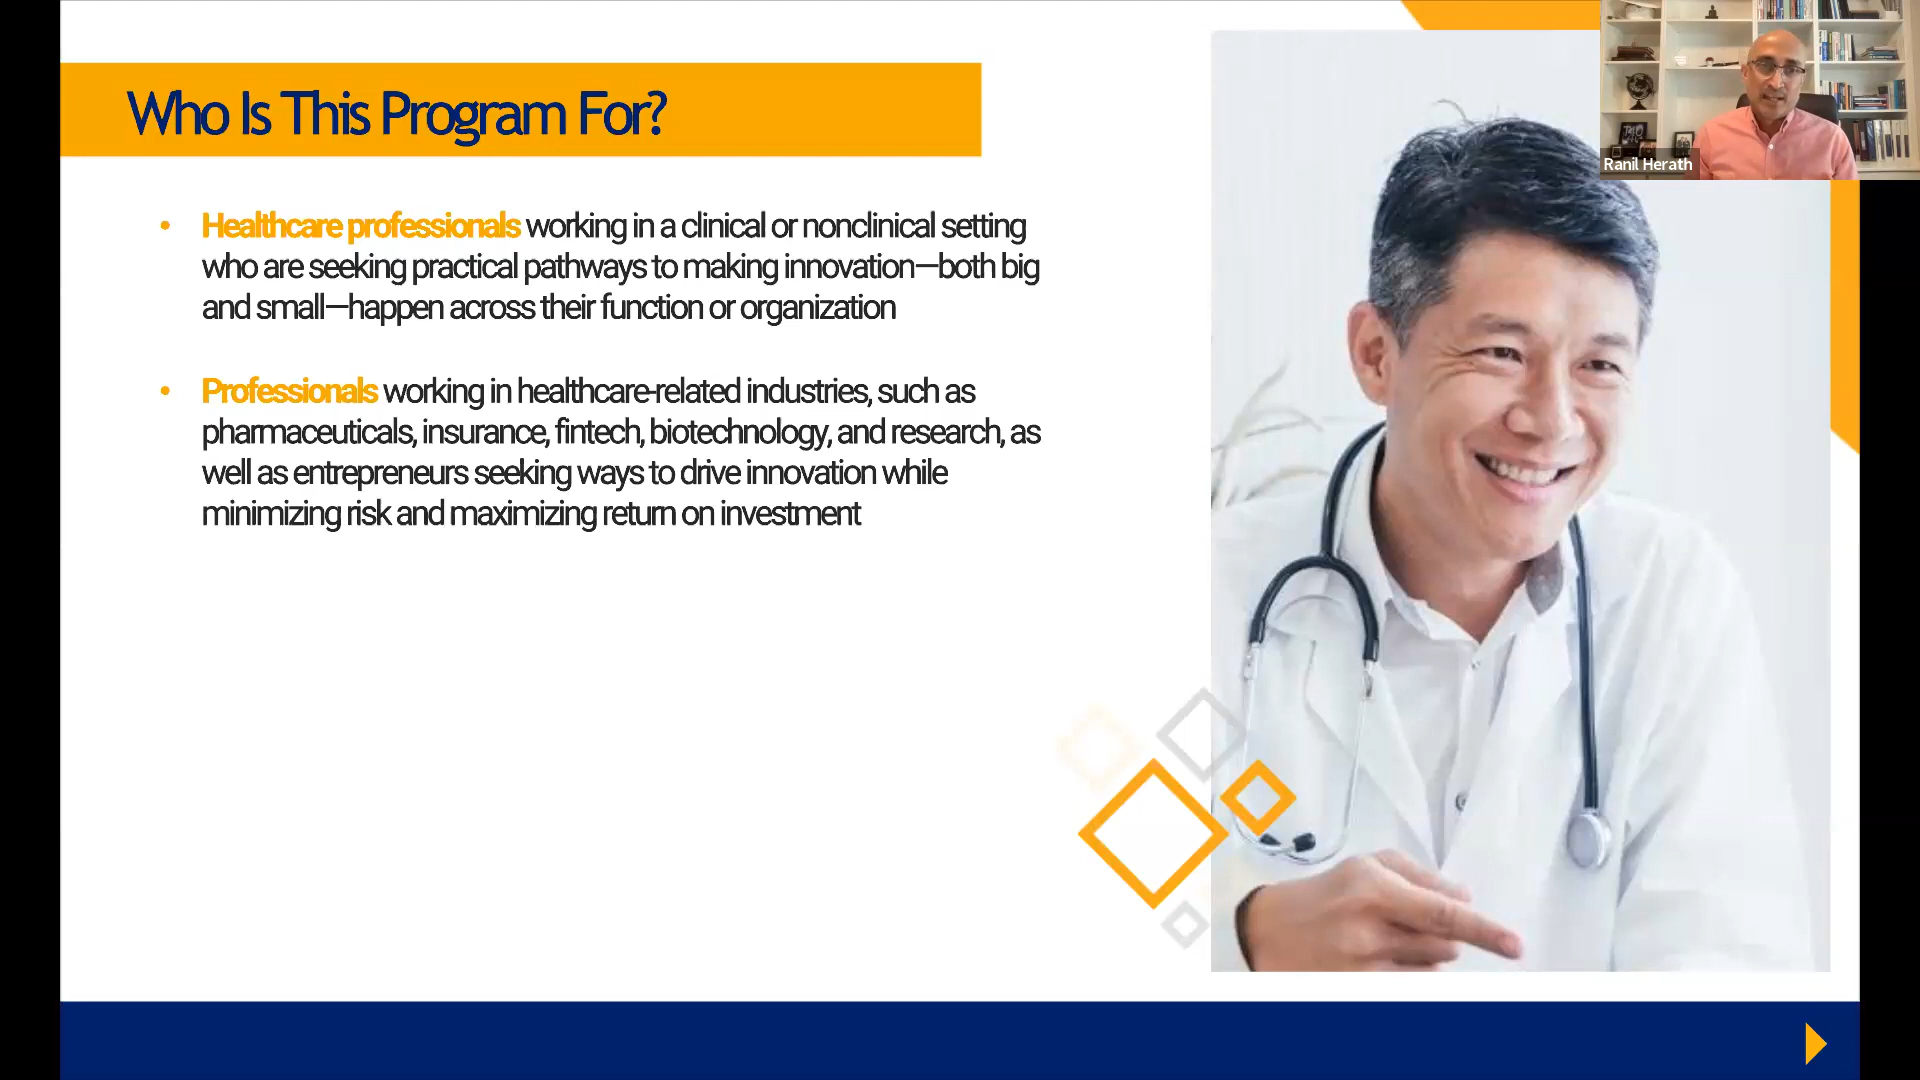 Who Is This Program For?
• Healthcare professionals working in a clinical or nonclinical setting
who are seeking practical pathways to making innovation—both big
and small—happen across their function or organization
• Professionals working in healthcare-related industries, such as
pharmaceuticals, insurance, fintech, biotechnology, and research, as
well as entrepreneurs seeking ways to drive innovation while
minimizing risk and maximizing return on investment
Ranil Herath